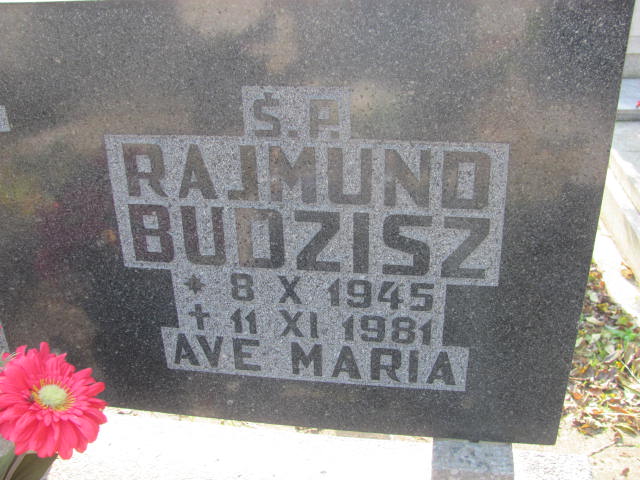 Ś.P.
RAJMUND
BUDZISZ
* 8 X 1945
✝ 11 XI 1981
AVE MARIA